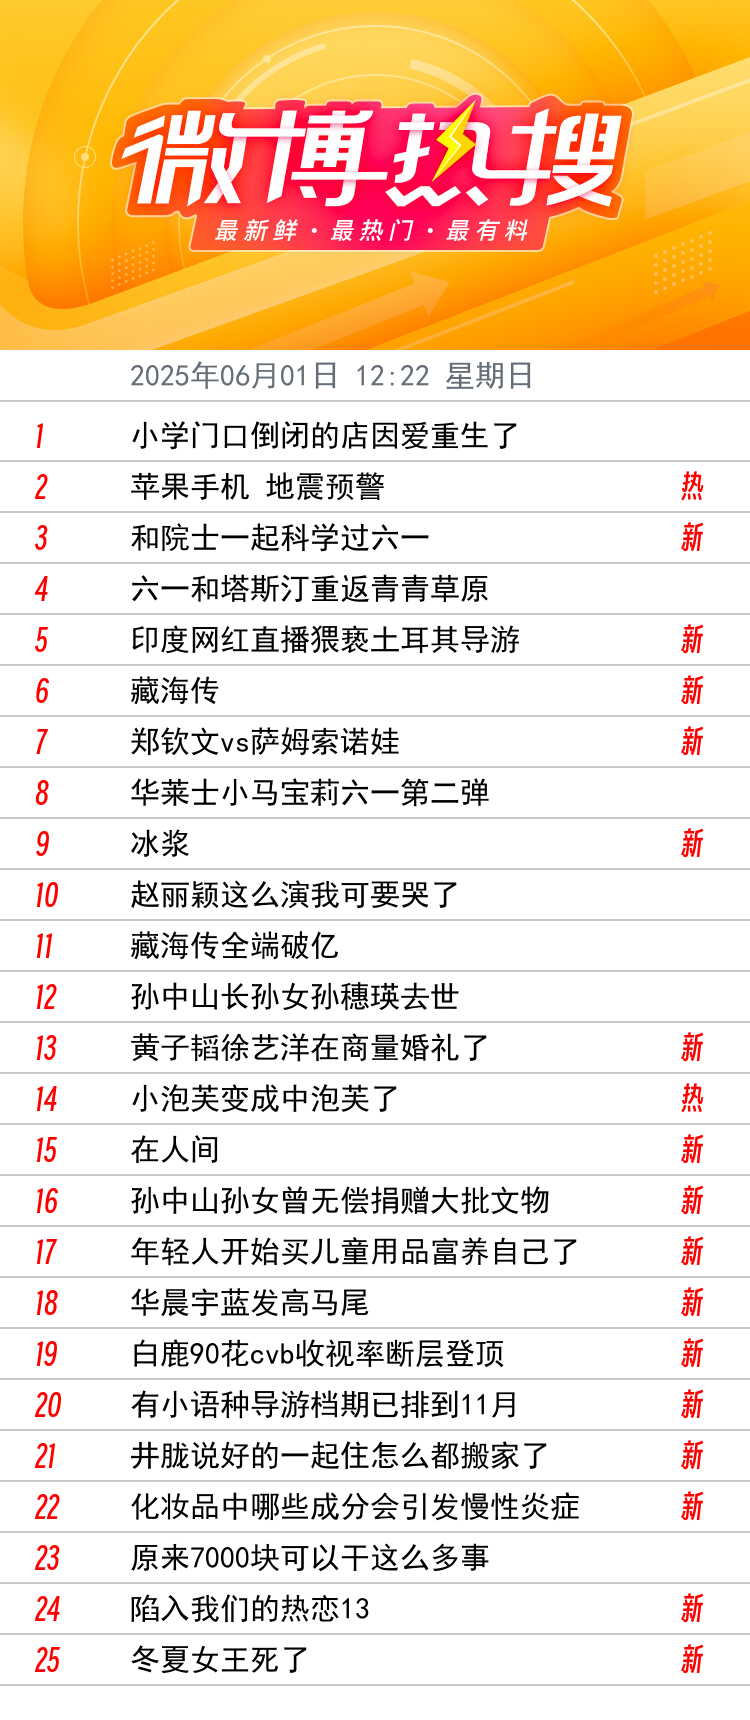 微博热搜
最新鲜·最热门·最有料
2025年06月01日 12:22 星期日
1 小学门口倒闭的店因爱重生了
2 苹果手机 地震预警 热
3 和院士一起科学过六一 新
4 六一和塔斯汀重返青青草原
5 印度网红直播猥亵土耳其导游 新
6 藏海传 新
7 郑钦文vs萨姆索诺娃 新
8 华莱士小马宝莉六一第二弹
9 冰浆 新
10 赵丽颖这么演我可要哭了
11 藏海传全端破亿
12 孙中山长孙女孙穗瑛去世
13 黄子韬徐艺洋在商量婚礼了 新
14 小泡芙变成中泡芙了 热
15 在人间 新
16 孙中山孙女曾无偿捐赠大批文物 新
17 年轻人开始买儿童用品富养自己了 新
18 华晨宇蓝发高马尾 新
19 白鹿90花cvb收视率断层登顶 新
20 有小语种导游档期已排到11月 新
21 井胧说好的一起住怎么都搬家了 新
22 化妆品中哪些成分会引发慢性炎症 新
23 原来7000块可以干这么多事
24 陷入我们的热恋13 新
25 冬夏女王死了 新